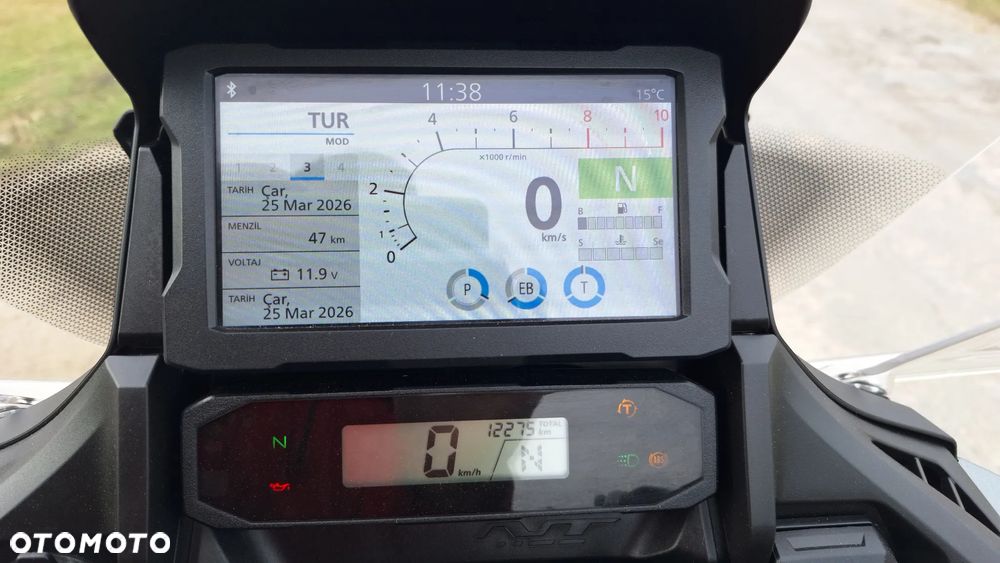 11:38
15°C
TUR
MOD
1 2 3 4
TARİH Çar,
25 Mar 2026
MENZİL
47 km
VOLTAJ
11.9 V
TARİH Çar,
25 Mar 2026
0 1 2 4 6 8 10
×1000 r/min
0
km/s
N
B F
S Se
P EB T
N
0 km/h
12275 TOTAL km
N
T
ABS
OTOMOTO